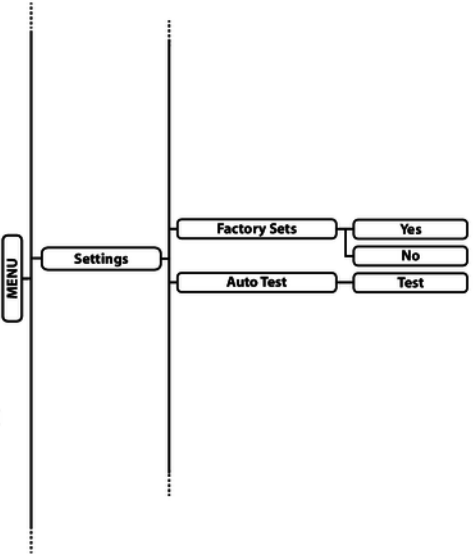 MENU
Settings
Factory Sets
Yes
No
Auto Test
Test